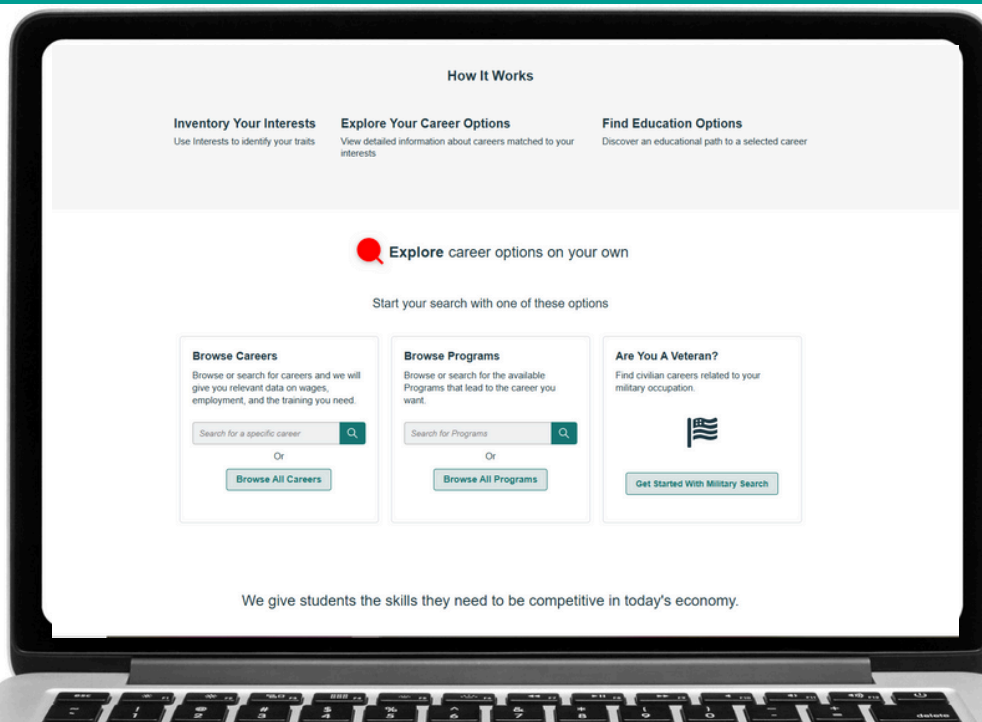 How It Works
Inventory Your Interests
Use Interests to identify your traits
Explore Your Career Options
View detailed information about careers matched to your
interests
Find Education Options
Discover an educational path to a selected career
Explore career options on your own
Start your search with one of these options
Browse Careers
Browse or search for careers and we will
give you relevant data on wages,
employment, and the training you need.
Search for a specific career
Or
Browse All Careers
Browse Programs
Browse or search for the available
Programs that lead to the career you
want.
Search for Programs
Or
Browse All Programs
Are You A Veteran?
Find civilian careers related to your
military occupation.
Get Started With Military Search
We give students the skills they need to be competitive in today's economy.
delete